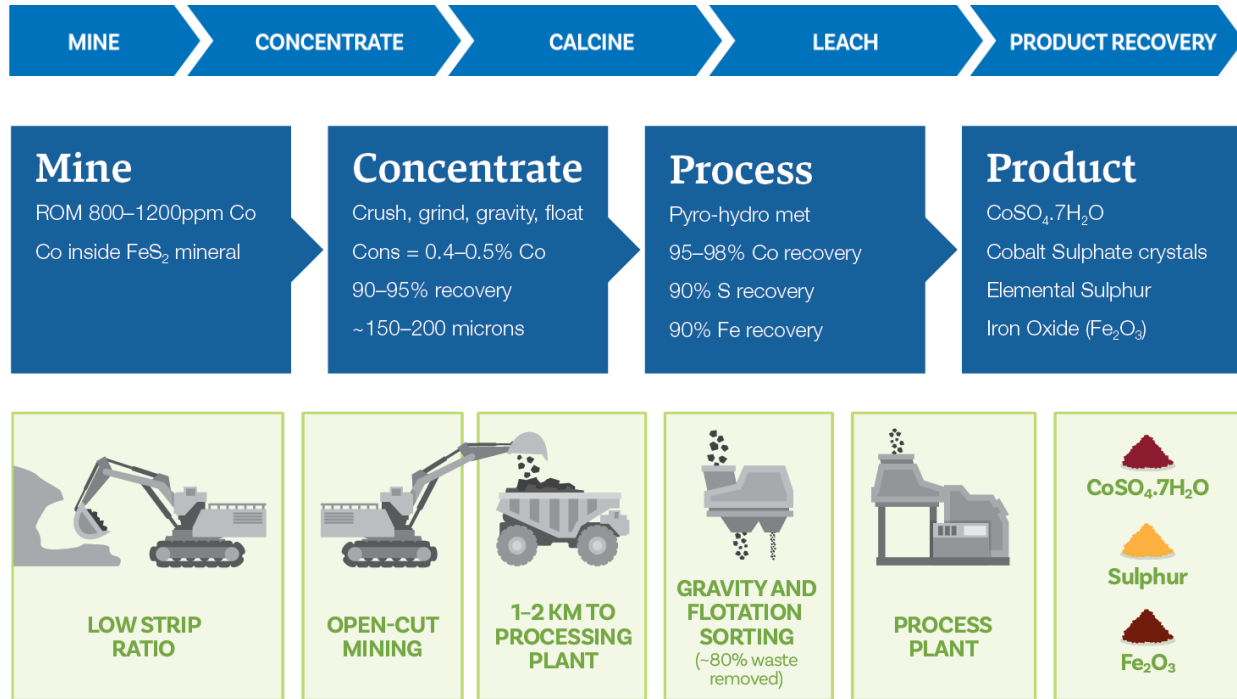 MINE
CONCENTRATE
CALCINE
LEACH
PRODUCT RECOVERY
Mine
ROM 800–1200ppm Co
Co inside FeS₂ mineral
Concentrate
Crush, grind, gravity, float
Cons = 0.4–0.5% Co
90–95% recovery
~150–200 microns
Process
Pyro-hydro met
95–98% Co recovery
90% S recovery
90% Fe recovery
Product
CoSO₄.7H₂O
Cobalt Sulphate crystals
Elemental Sulphur
Iron Oxide (Fe₂O₃)
LOW STRIP
RATIO
OPEN-CUT
MINING
1–2 KM TO
PROCESSING
PLANT
GRAVITY AND
FLOTATION
SORTING
(~80% waste
removed)
PROCESS
PLANT
CoSO₄.7H₂O
Sulphur
Fe₂O₃